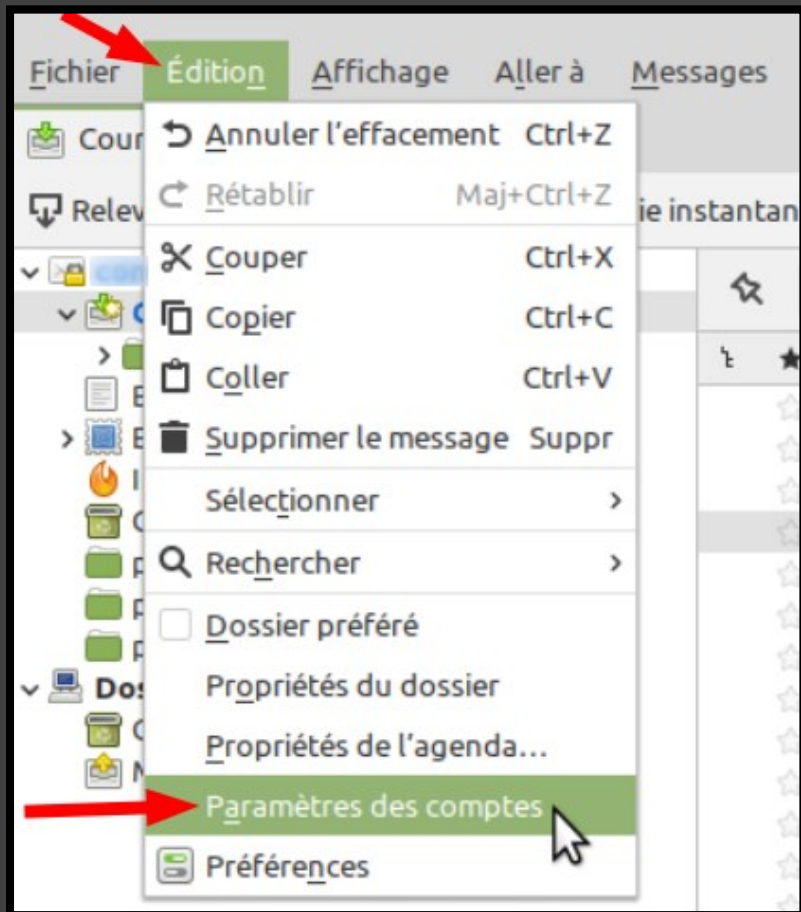 Fichier Édition Affichage Aller à Messages
Cour
Annuler l'effacement Ctrl+Z
Rétablir Maj+Ctrl+Z
Relev
ie instantan
Couper Ctrl+X
Copier Ctrl+C
Coller Ctrl+V
Supprimer le message Suppr
Sélectionner
Rechercher
Dossier préféré
Propriétés du dossier
Dos
Propriétés de l'agenda...
Paramètres des comptes
Préférences